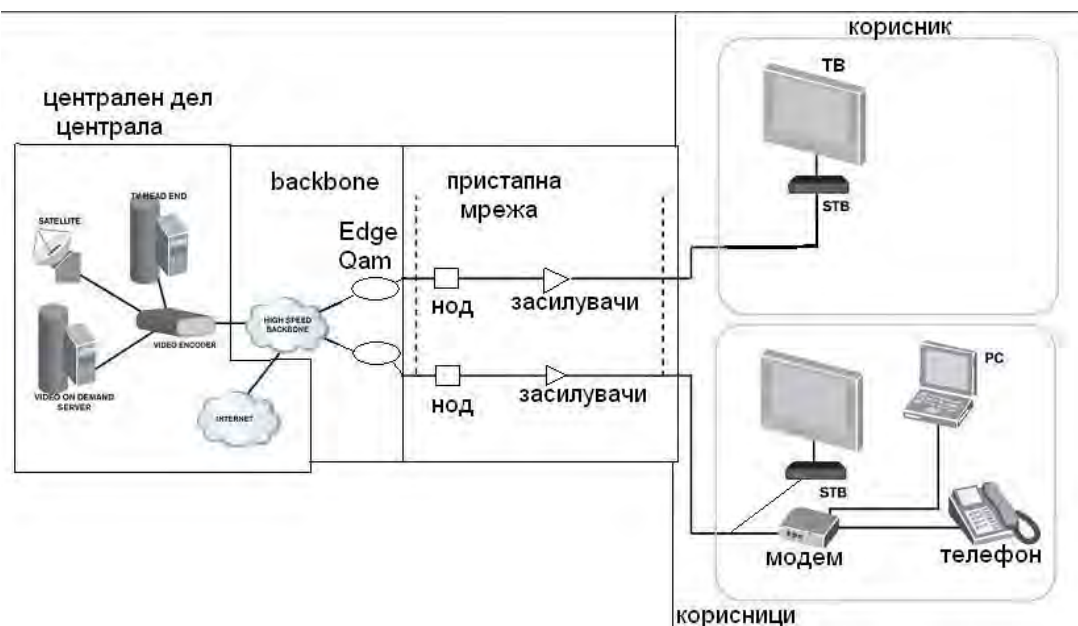 корисник
ТВ
STB
централен дел
централа
TV-HEAD END
SATELLITE
VIDEO ENCODER
VIDEO ON DEMAND
SERVER
backbone
Edge
Qam
HIGH SPEED
BACKBONE
INTERNET
пристапна
мрежа
нод
засилувачи
нод
засилувачи
PC
STB
модем
телефон
корисници